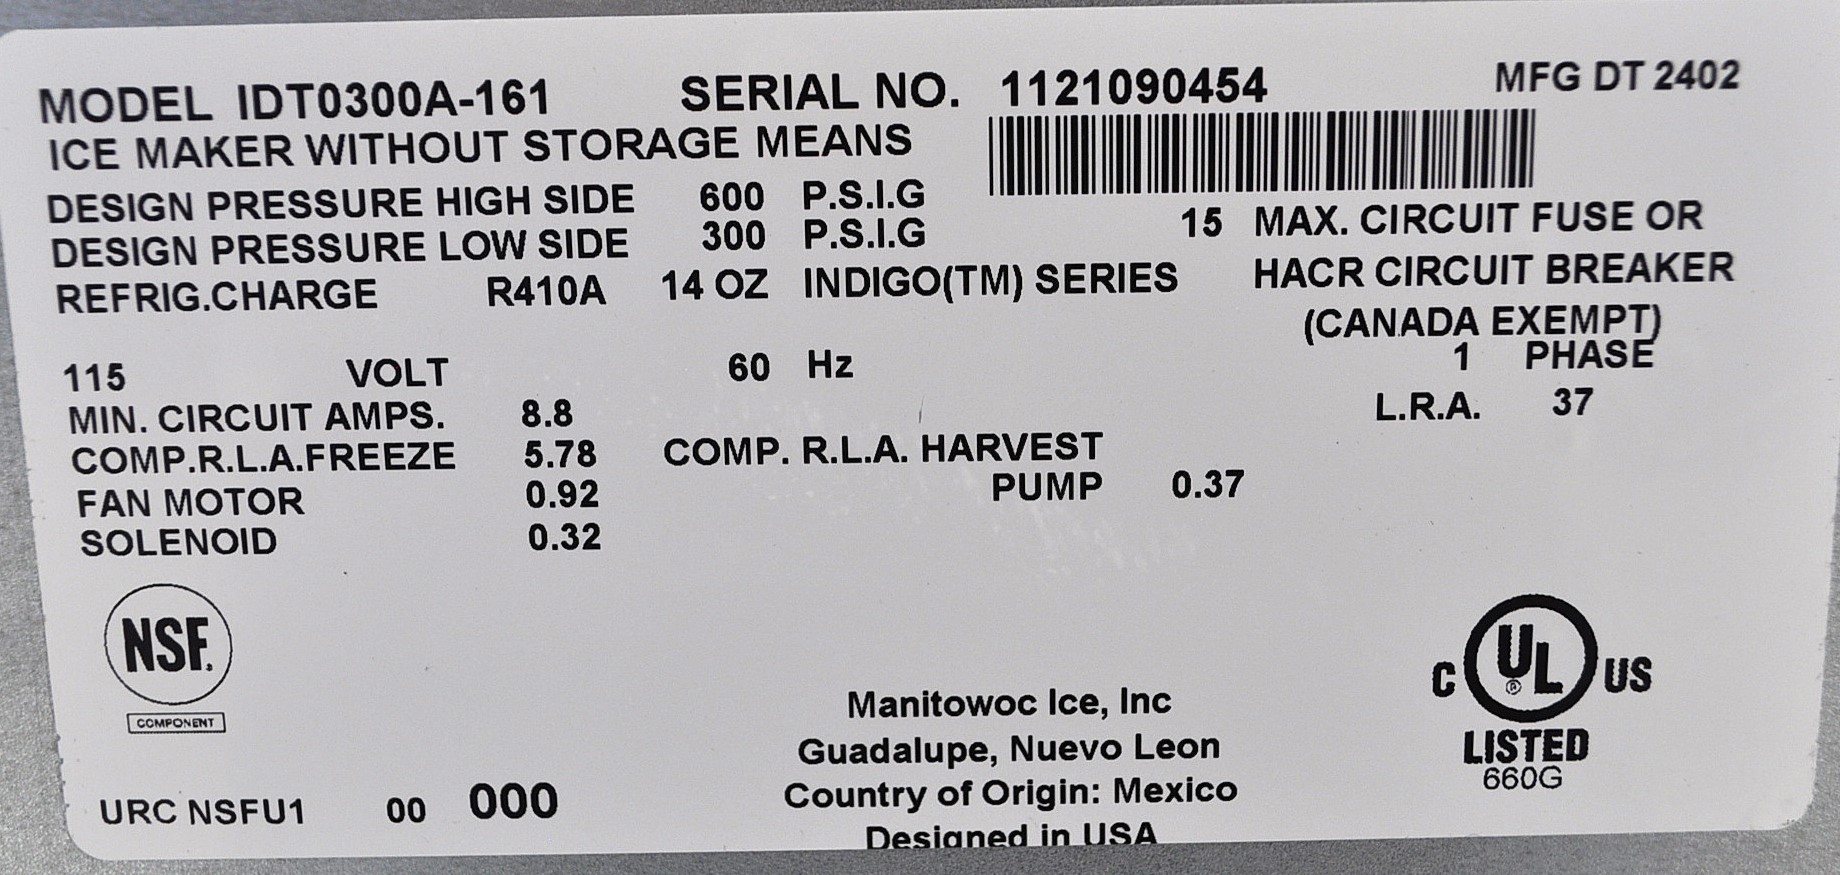 MODEL IDT0300A-161 SERIAL NO. 1121090454 MFG DT 2402
ICE MAKER WITHOUT STORAGE MEANS
DESIGN PRESSURE HIGH SIDE 600 P.S.I.G
DESIGN PRESSURE LOW SIDE 300 P.S.I.G 15 MAX. CIRCUIT FUSE OR
REFRIG.CHARGE R410A 14 OZ INDIGO(TM) SERIES HACR CIRCUIT BREAKER
(CANADA EXEMPT)
115 VOLT 60 Hz 1 PHASE
MIN. CIRCUIT AMPS. 8.8 L.R.A. 37
COMP.R.L.A.FREEZE 5.78 COMP. R.L.A. HARVEST
FAN MOTOR 0.92 PUMP 0.37
SOLENOID 0.32
NSF.
COMPONENT
C UL ® US
LISTED
660G
Manitowoc Ice, Inc
Guadalupe, Nuevo Leon
Country of Origin: Mexico
Designed in USA
URC NSFU1 00 000